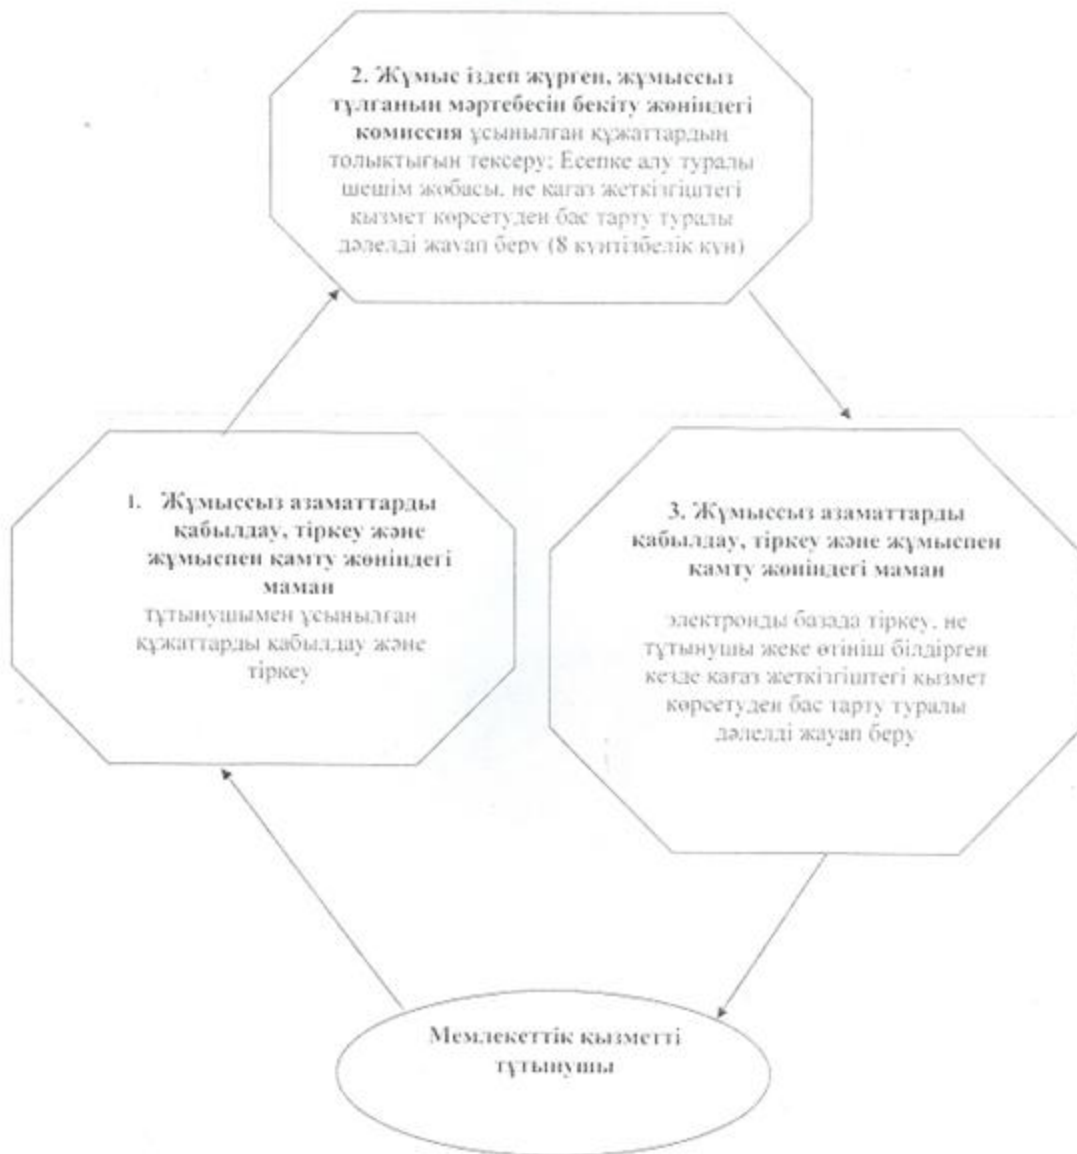 2. Жұмыс іздеп жүрген, жұмыссыз
тұлғаның мәртебесін бекіту жөніндегі
комиссия ұсынылған құжаттардың
толықтығын тексеру; Есепке алу туралы
шешім жобасы, не қағаз жеткізгіштегі
қызмет көрсетуден бас тарту туралы
дәлелді жауап беру (8 күнтізбелік күн)
1. Жұмыссыз азаматтарды
қабылдау, тіркеу және
жұмыспен қамту жөніндегі
маман
тұтынушымен ұсынылған
құжаттарды қабылдау және
тіркеу
3. Жұмыссыз азаматтарды
қабылдау, тіркеу және жұмыспен
қамту жөніндегі маман
электронды базада тіркеу, не
тұтынушы жеке өтініш білдірген
кезде қағаз жеткізгіштегі қызмет
көрсетуден бас тарту туралы
дәлелді жауап беру
Мемлекеттік қызметті
тұтынушы